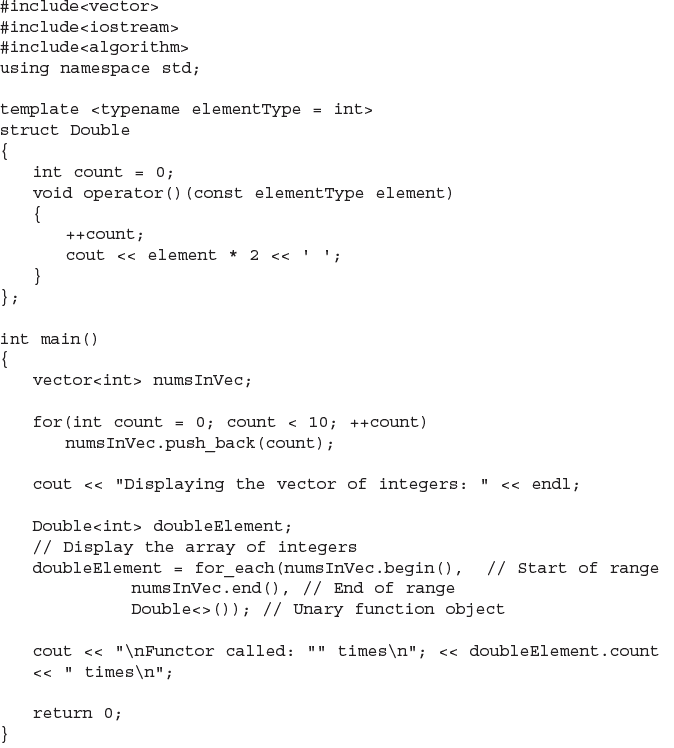 #include<vector>
#include<iostream>
#include<algorithm>
using namespace std;
template <typename elementType = int>
struct Double
{
int count = 0;
void operator()(const elementType element)
{
++count;
cout << element * 2 << ' ';
}
};
int main()
{
vector<int> numsInVec;
for(int count = 0; count < 10; ++count)
numsInVec.push_back(count);
cout << "Displaying the vector of integers: " << endl;
Double<int> doubleElement;
// Display the array of integers
doubleElement = for_each(numsInVec.begin(), // Start of range
numsInVec.end(), // End of range
Double<>()); // Unary function object
cout << "\nFunctor called: "" times\n"; << doubleElement.count
<< " times\n";
return 0;
}